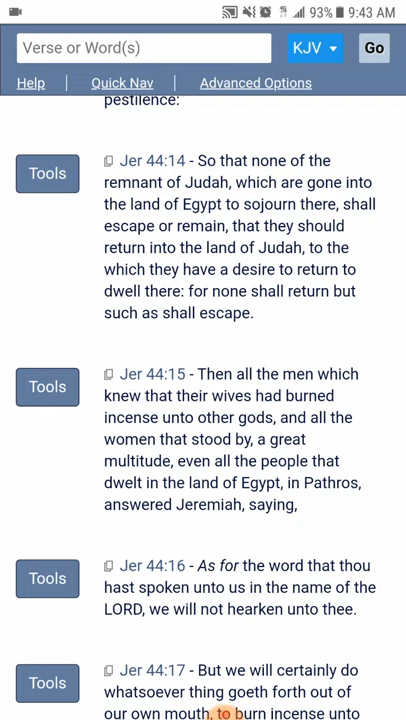 93% 9:43 AM
Verse or Word(s) KJV Go
Help | Quick Nav | Advanced Options
pestilence:
Tools
Jer 44:14 - So that none of the
remnant of Judah, which are gone into
the land of Egypt to sojourn there, shall
escape or remain, that they should
return into the land of Judah, to the
which they have a desire to return to
dwell there: for none shall return but
such as shall escape.
Tools
Jer 44:15 - Then all the men which
knew that their wives had burned
incense unto other gods, and all the
women that stood by, a great
multitude, even all the people that
dwelt in the land of Egypt, in Pathros,
answered Jeremiah, saying,
Tools
Jer 44:16 - As for the word that thou
hast spoken unto us in the name of the
LORD, we will not hearken unto thee.
Tools
Jer 44:17 - But we will certainly do
whatsoever thing goeth forth out of
our own mouth, to burn incense unto